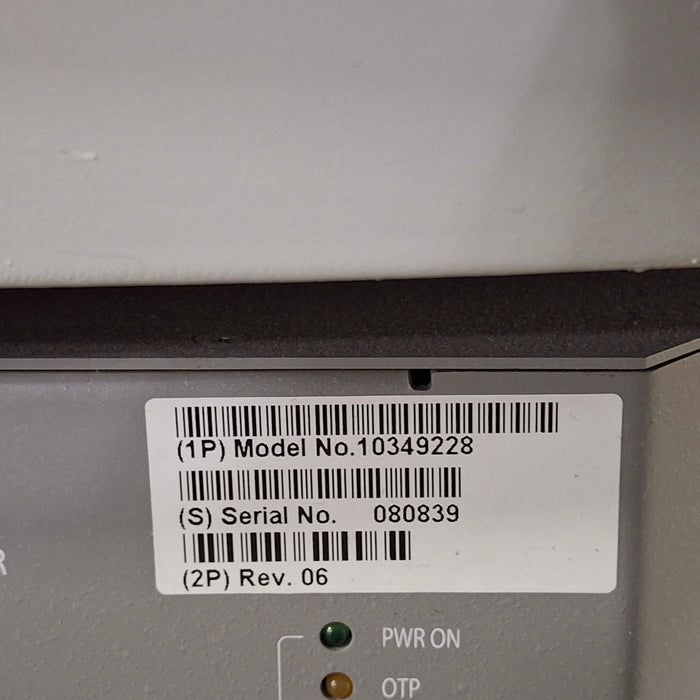 (1P) Model No.10349228
(S) Serial No. 080839
R
(2P) Rev. 06
PWR ON
OTP